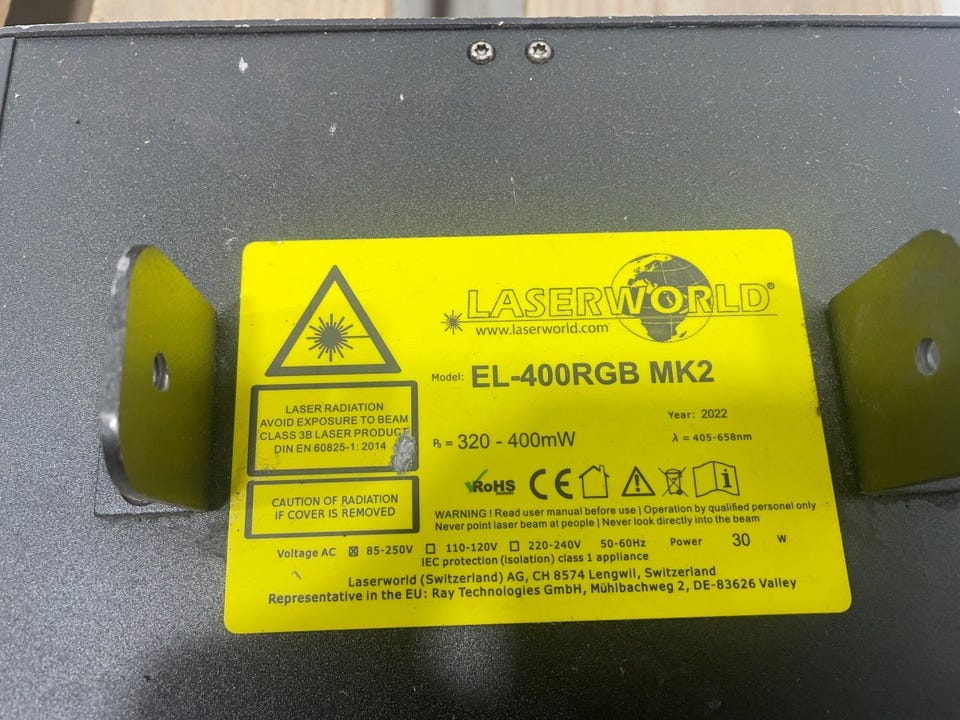 LASERWORLD®
www.laserworld.com
Model: EL-400RGB MK2
LASER RADIATION
AVOID EXPOSURE TO BEAM
CLASS 3B LASER PRODUCT
DIN EN 60825-1: 2014
Year: 2022
P₀ = 320 - 400mW
λ = 405-658nm
CAUTION OF RADIATION
IF COVER IS REMOVED
RoHS CE i
WARNING ! Read user manual before use | Operation by qualified personel only
Never point laser beam at people | Never look directly into the beam
Voltage AC ☒ 85-250V ☐ 110-120V ☐ 220-240V 50-60Hz Power 30 W
IEC protection (isolation) class 1 appliance
Laserworld (Switzerland) AG, CH 8574 Lengwil, Switzerland
Representative in the EU: Ray Technologies GmbH, Mühlbachweg 2, DE-83626 Valley